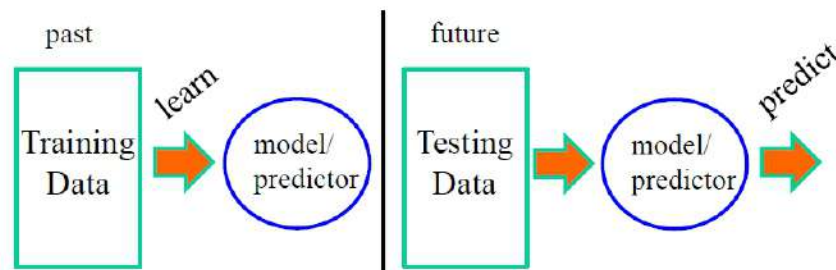 past
Training
Data
learn
model/
predictor
future
Testing
Data
model/
predictor
predict